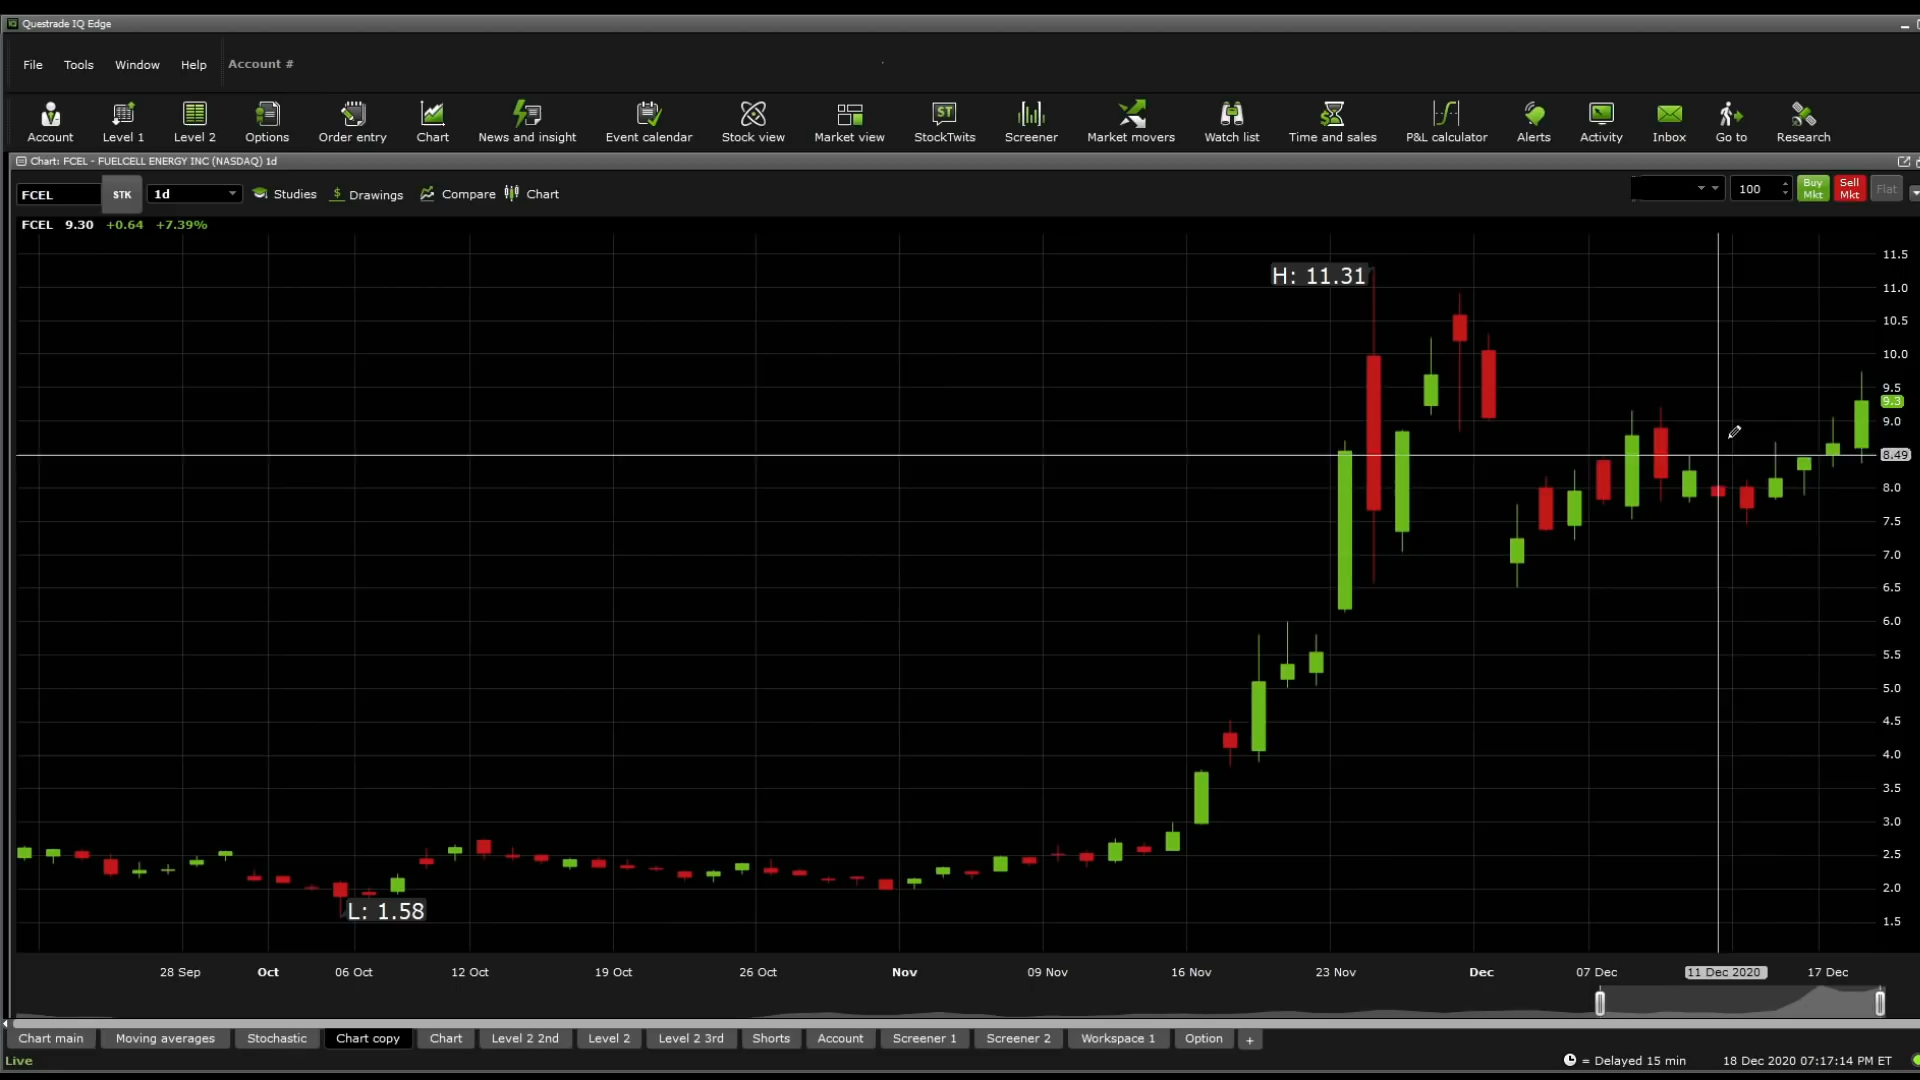 Questrade IQ Edge
File Tools Window Help Account #
Account Level 1 Level 2 Options Order entry Chart News and insight Event calendar Stock view Market view StockTwits Screener Market movers Watch list Time and sales P&L calculator Alerts Activity Inbox Go to Research
Chart: FCEL - FUELCELL ENERGY INC (NASDAQ) 1d
FCEL STK 1d Studies Drawings Compare Chart 100 Buy Mkt Sell Mkt Flat
FCEL 9.30 +0.64 +7.39%
11.5
H: 11.31
11.0
10.5
10.0
9.5
9.3
9.0
8.49
8.0
7.5
7.0
6.5
6.0
5.5
5.0
4.5
4.0
3.5
3.0
2.5
2.0
L: 1.58
1.5
28 Sep Oct 06 Oct 12 Oct 19 Oct 26 Oct Nov 09 Nov 16 Nov 23 Nov Dec 07 Dec 11 Dec 2020 17 Dec
Chart main Moving averages Stochastic Chart copy Chart Level 2 2nd Level 2 Level 2 3rd Shorts Account Screener 1 Screener 2 Workspace 1 Option +
Live = Delayed 15 min 18 Dec 2020 07:17:14 PM ET